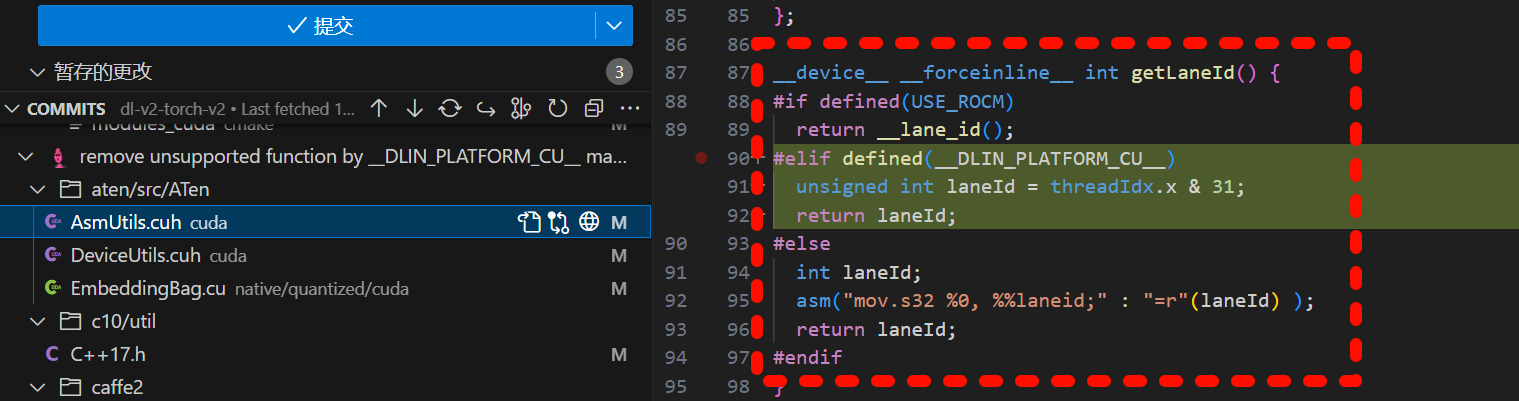 提交
暂存的更改
3
COMMITS dl-v2-torch-v2 • Last fetched 1...
modules_cuda cmake M
remove unsupported function by __DLIN_PLATFORM_CU__ ma...
aten/src/ATen
AsmUtils.cuh cuda M
DeviceUtils.cuh cuda M
EmbeddingBag.cu native/quantized/cuda M
c10/util
C++17.h M
caffe2
85 85 };
86 86
87 87 __device__ __forceinline__ int getLaneId() {
88 88 #if defined(USE_ROCM)
89 89 return __lane_id();
90+ #elif defined(__DLIN_PLATFORM_CU__)
91+ unsigned int laneId = threadIdx.x & 31;
92+ return laneId;
90 93 #else
91 94 int laneId;
92 95 asm("mov.s32 %0, %%laneid;" : "=r"(laneId) );
93 96 return laneId;
94 97 #endif
95 98 }